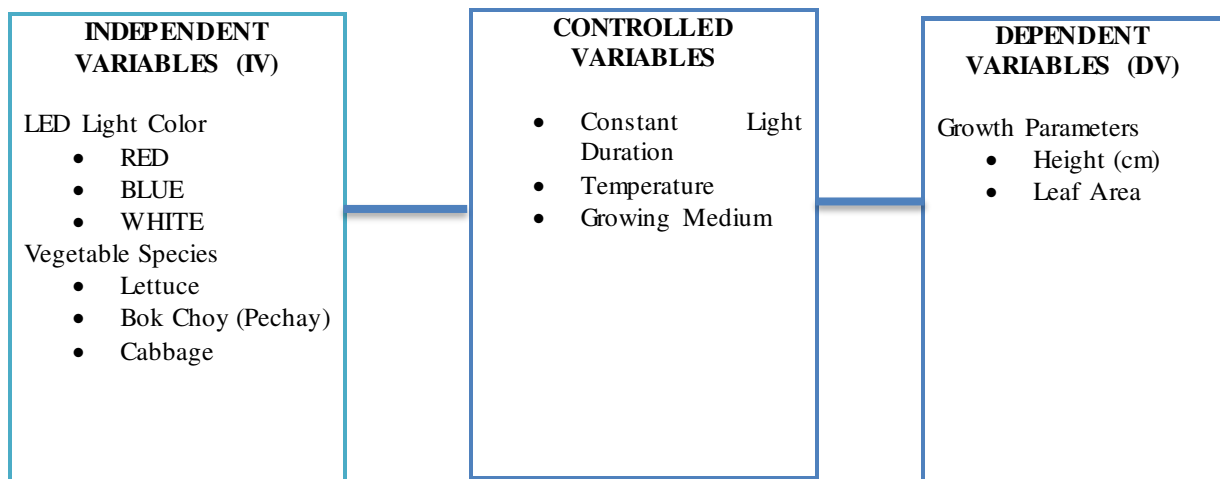 INDEPENDENT
VARIABLES (IV)
LED Light Color
• RED
• BLUE
• WHITE
Vegetable Species
• Lettuce
• Bok Choy (Pechay)
• Cabbage
CONTROLLED
VARIABLES
• Constant Light
Duration
• Temperature
• Growing Medium
DEPENDENT
VARIABLES (DV)
Growth Parameters
• Height (cm)
• Leaf Area